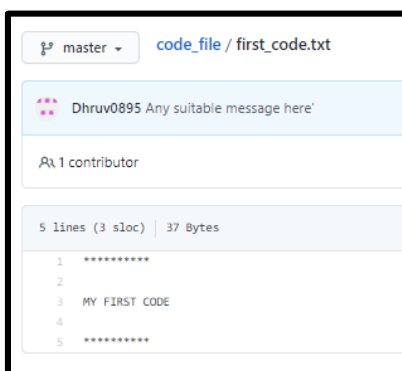 master code_file / first_code.txt
Dhruv0895 Any suitable message here'
1 contributor
5 lines (3 sloc) 37 Bytes
1 **********
2
3 MY FIRST CODE
4
5 **********